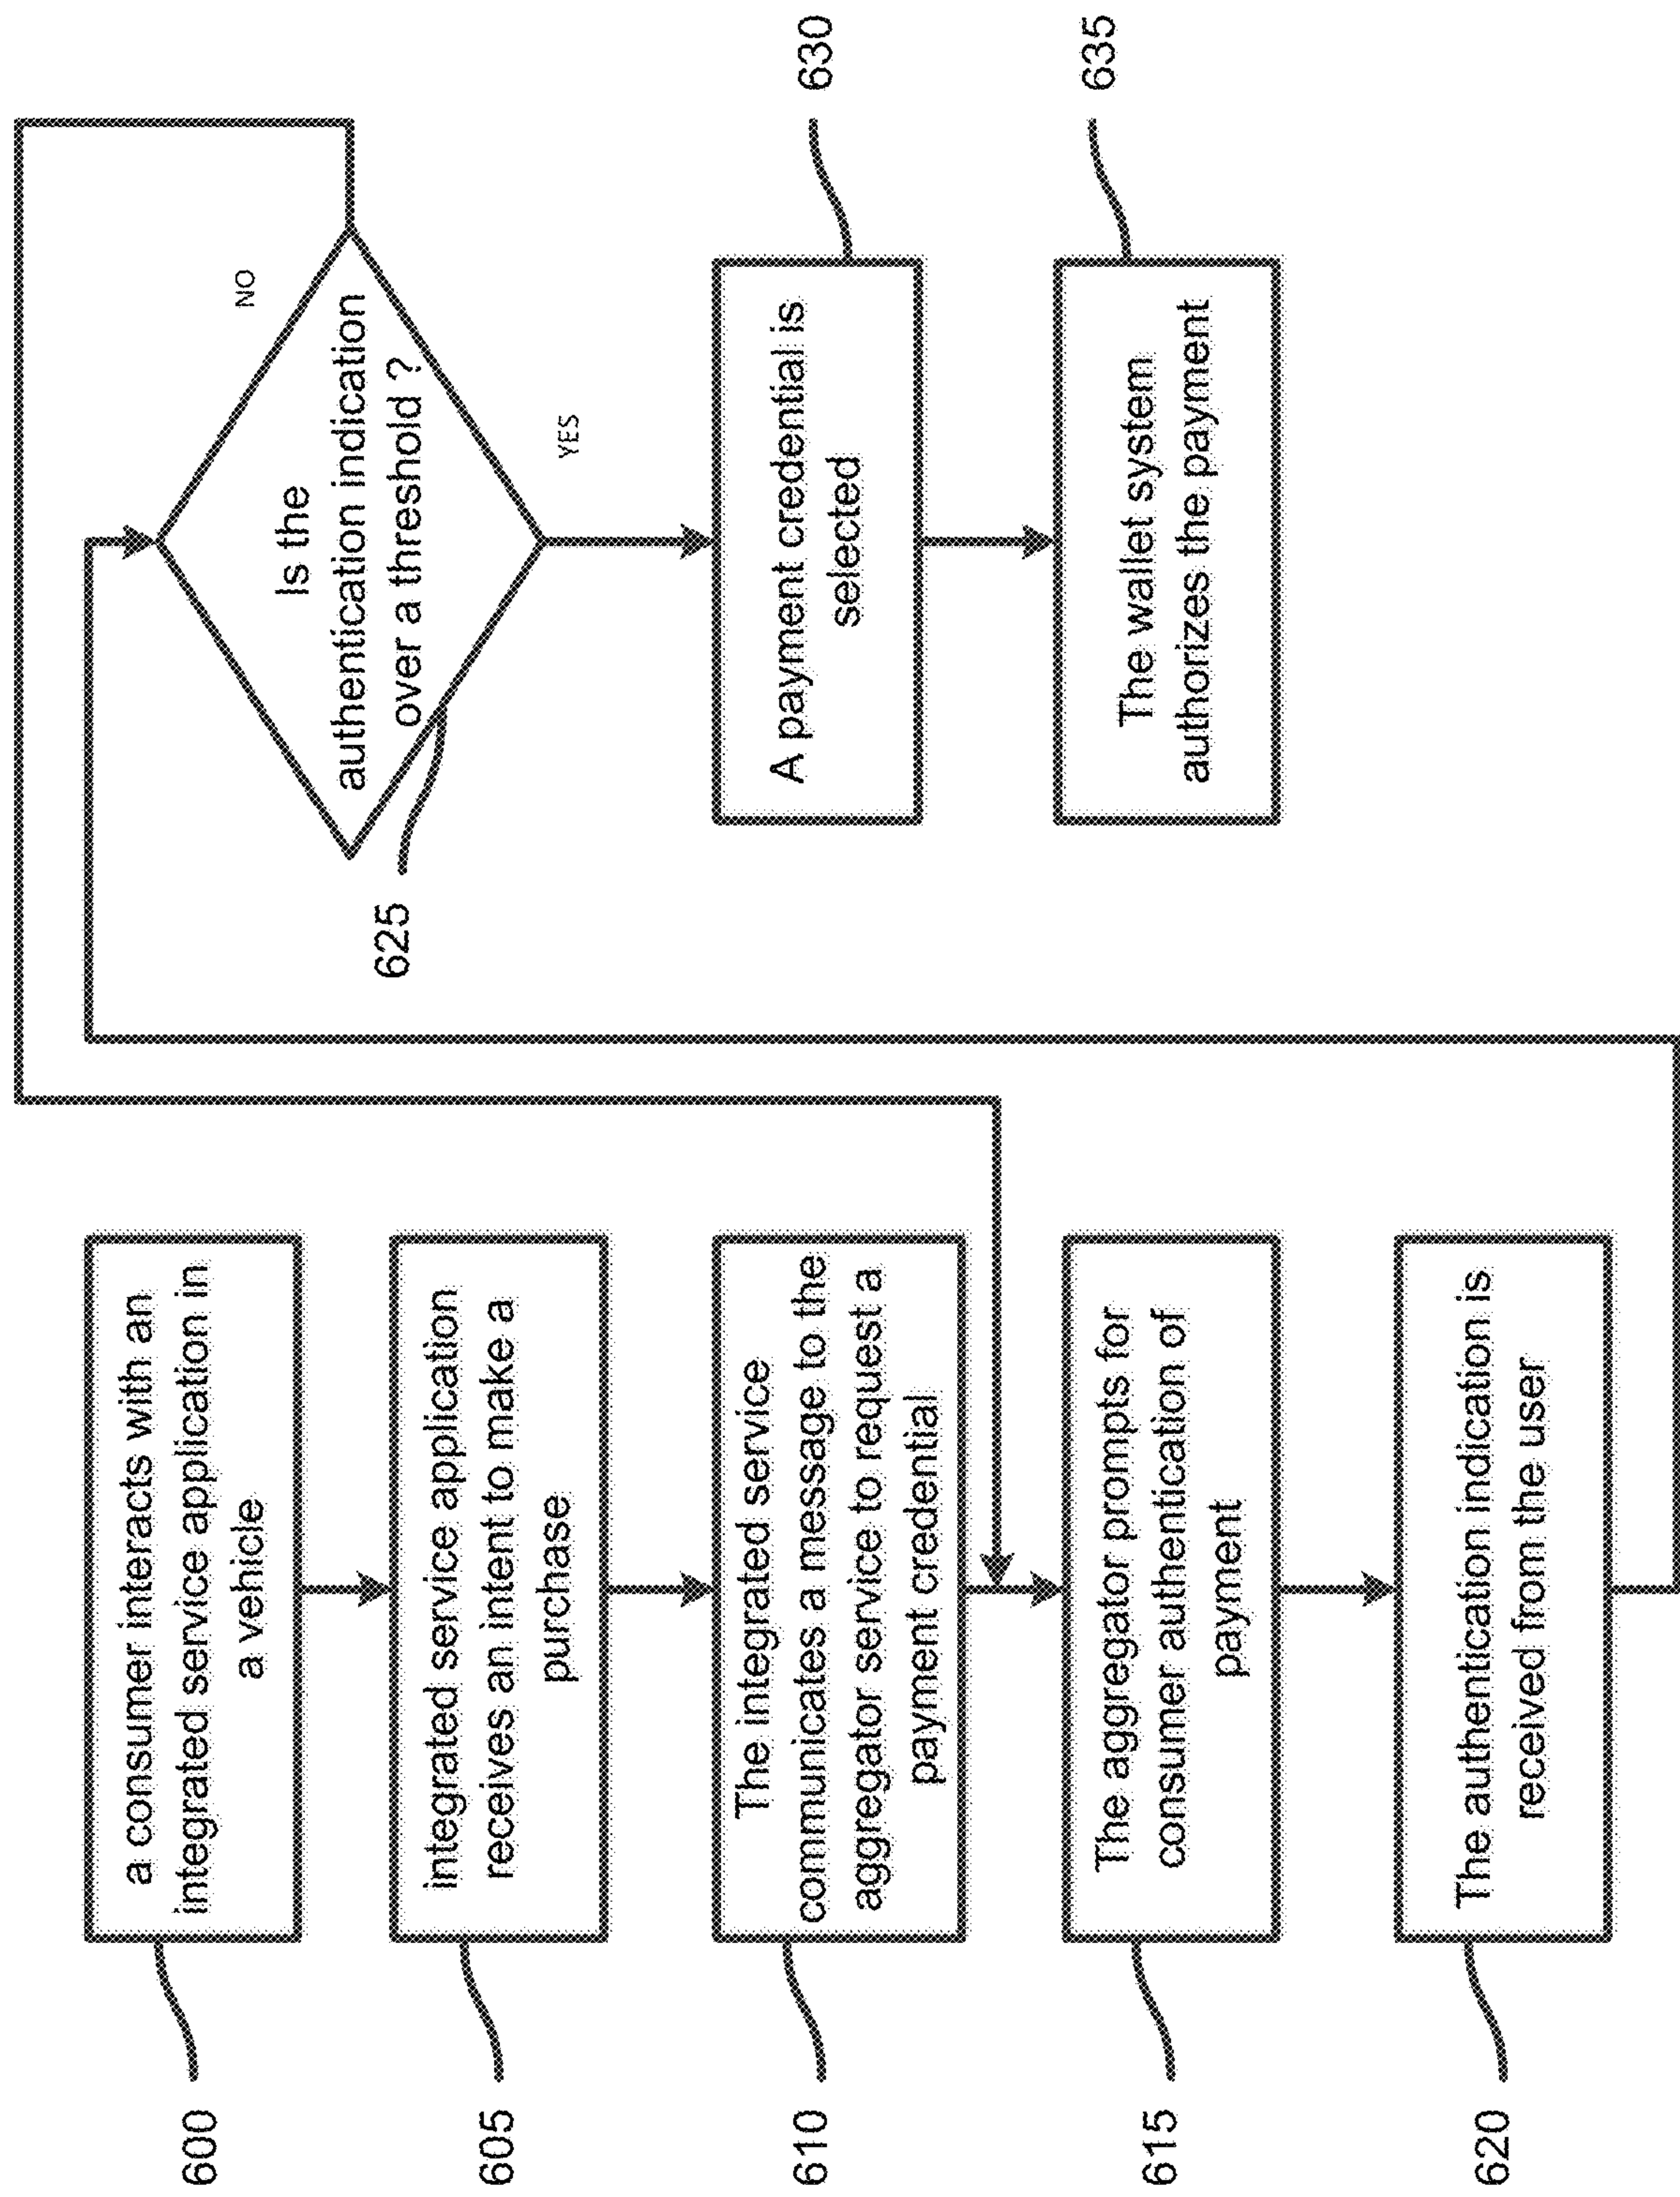 600
a consumer interacts with an
integrated service application in
a vehicle
605
integrated service application
receives an intent to make a
purchase
610
The integrated service
communicates a message to the
aggregator service to request a
payment credential
615
The aggregator prompts for
consumer authentication of
payment
620
The authentication indication is
received from the user
625
Is the
authentication indication
over a threshold ?
NO
YES
630
A payment credential is
selected
635
The wallet system
authorizes the payment